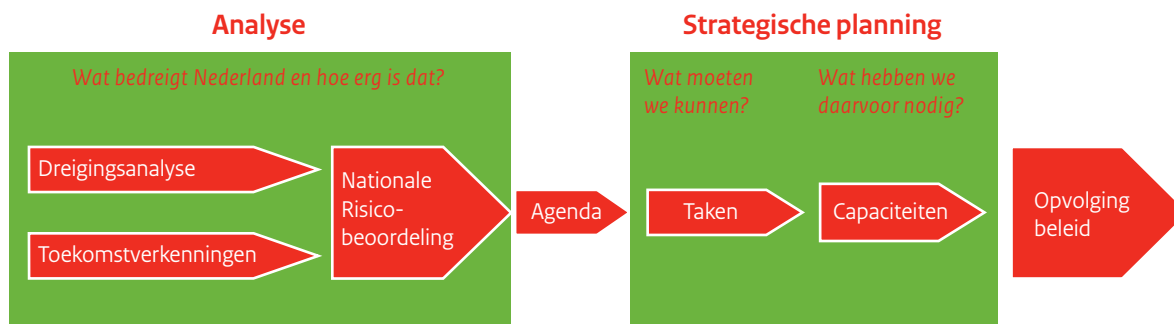 Analyse
Strategische planning
Wat bedreigt Nederland en hoe erg is dat?
Wat moeten
we kunnen?
Wat hebben we
daarvoor nodig?
Dreigingsanalyse
Toekomstverkenningen
Nationale
Risico-
beoordeling
Agenda
Taken
Capaciteiten
Opvolging
beleid